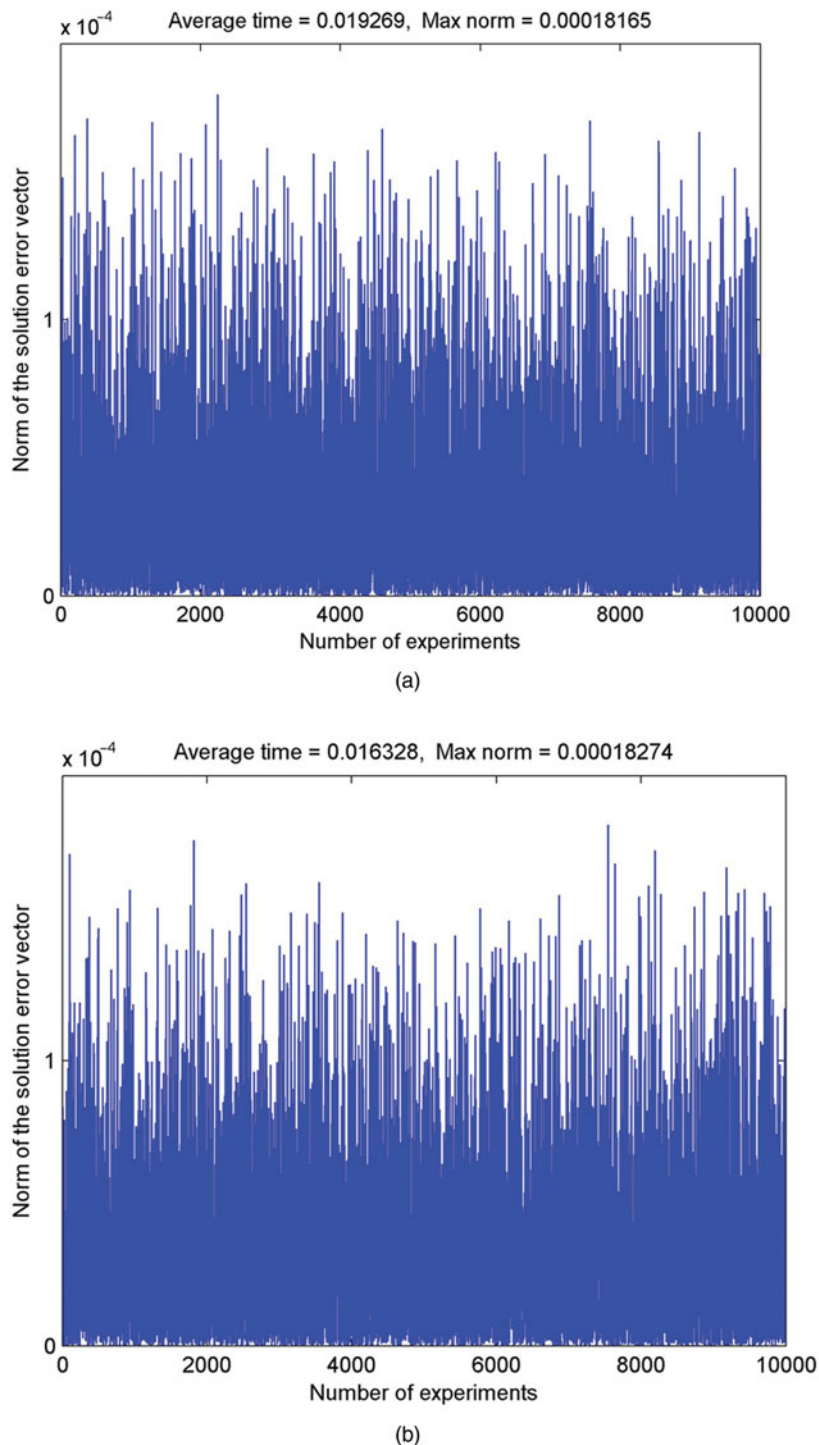 x 10⁻⁴
Average time = 0.019269,  Max norm = 0.00018165
Norm of the solution error vector
1
0
0 2000 4000 6000 8000 10000
Number of experiments
(a)
x 10⁻⁴
Average time = 0.016328,  Max norm = 0.00018274
Norm of the solution error vector
1
0
0 2000 4000 6000 8000 10000
Number of experiments
(b)